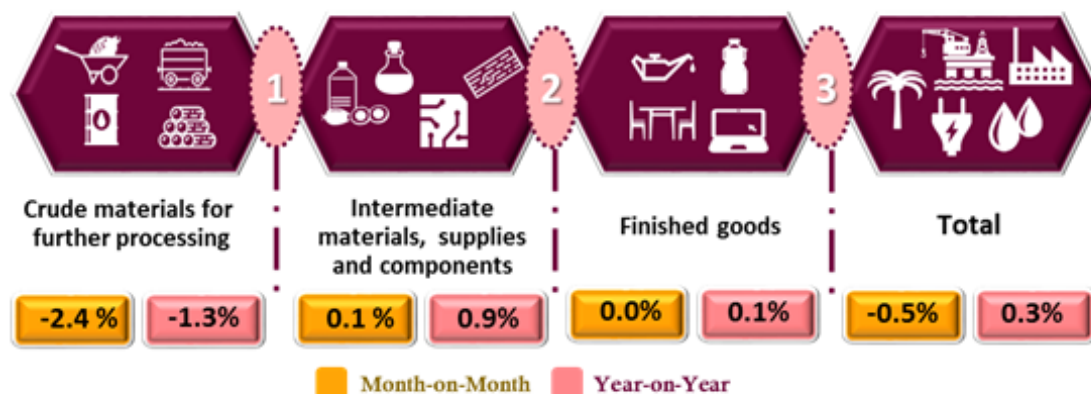 1
2
3
Crude materials for
further processing
Intermediate
materials, supplies
and components
Finished goods
Total
-2.4 %
-1.3%
0.1 %
0.9%
0.0%
0.1%
-0.5%
0.3%
Month-on-Month
Year-on-Year